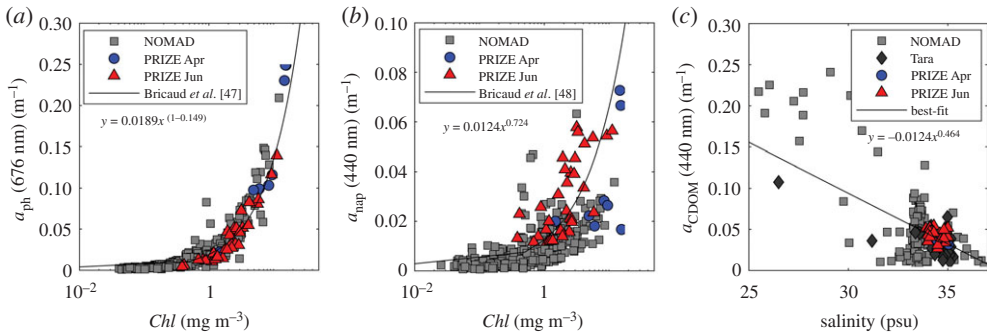 (a)
0.30
0.25
0.20
0.15
0.10
0.05
0
a_ph (676 nm) (m⁻¹)
NOMAD
PRIZE Apr
PRIZE Jun
Bricaud et al. [47]
y = 0.0189x^(1–0.149)
10⁻²
1
Chl (mg m⁻³)
(b)
0.100
0.08
0.06
0.04
0.02
0
a_nap (440 nm) (m⁻¹)
NOMAD
PRIZE Apr
PRIZE Jun
Bricaud et al. [48]
y = 0.0124x^0.724
10⁻²
1
Chl (mg m⁻³)
(c)
0.30
0.25
0.20
0.15
0.10
0.05
0
a_CDOM (440 nm) (m⁻¹)
NOMAD
Tara
PRIZE Apr
PRIZE Jun
best-fit
y = –0.0124x^0.464
25
30
35
salinity (psu)